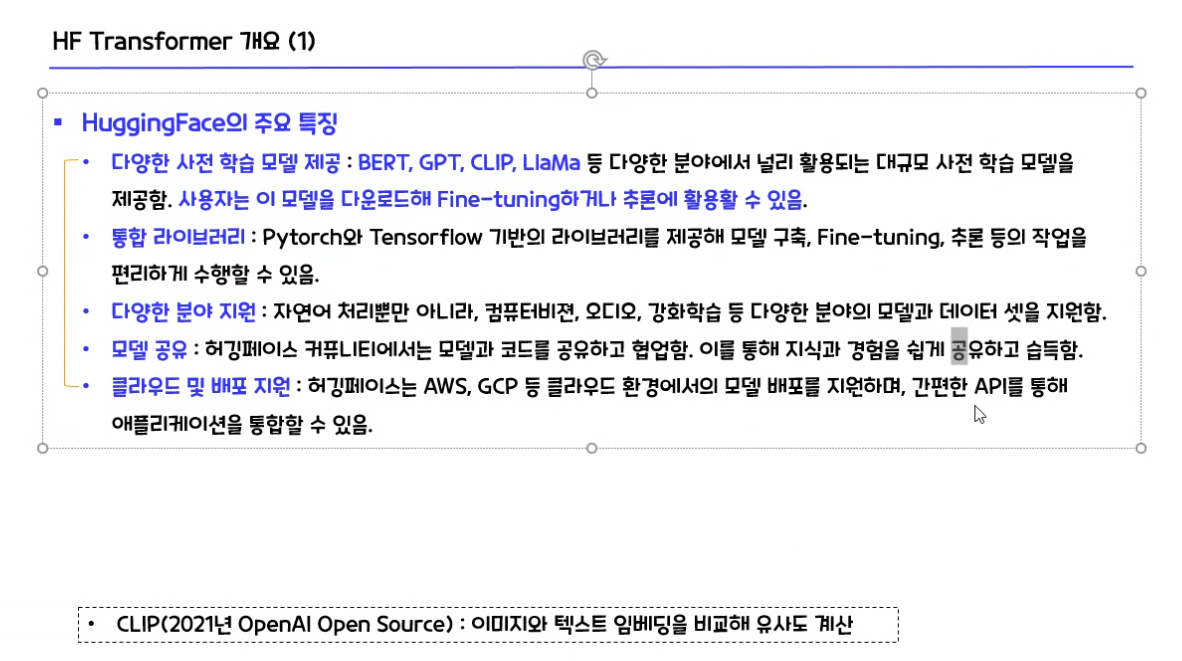 HF Transformer 개요 (1)
▪ HuggingFace의 주요 특징
• 다양한 사전 학습 모델 제공 : BERT, GPT, CLIP, LlaMa 등 다양한 분야에서 널리 활용되는 대규모 사전 학습 모델을
제공함. 사용자는 이 모델을 다운로드해 Fine-tuning하거나 추론에 활용할 수 있음.
• 통합 라이브러리 : Pytorch와 Tensorflow 기반의 라이브러리를 제공해 모델 구축, Fine-tuning, 추론 등의 작업을
편리하게 수행할 수 있음.
• 다양한 분야 지원 : 자연어 처리뿐만 아니라, 컴퓨터비젼, 오디오, 강화학습 등 다양한 분야의 모델과 데이터 셋을 지원함.
• 모델 공유 : 허깅페이스 커퓨니티에서는 모델과 코드를 공유하고 협업함. 이를 통해 지식과 경험을 쉽게 공유하고 습득함.
• 클라우드 및 배포 지원 : 허깅페이스는 AWS, GCP 등 클라우드 환경에서의 모델 배포를 지원하며, 간편한 API를 통해
애플리케이션을 통합할 수 있음.
• CLIP(2021년 OpenAI Open Source) : 이미지와 텍스트 임베딩을 비교해 유사도 계산